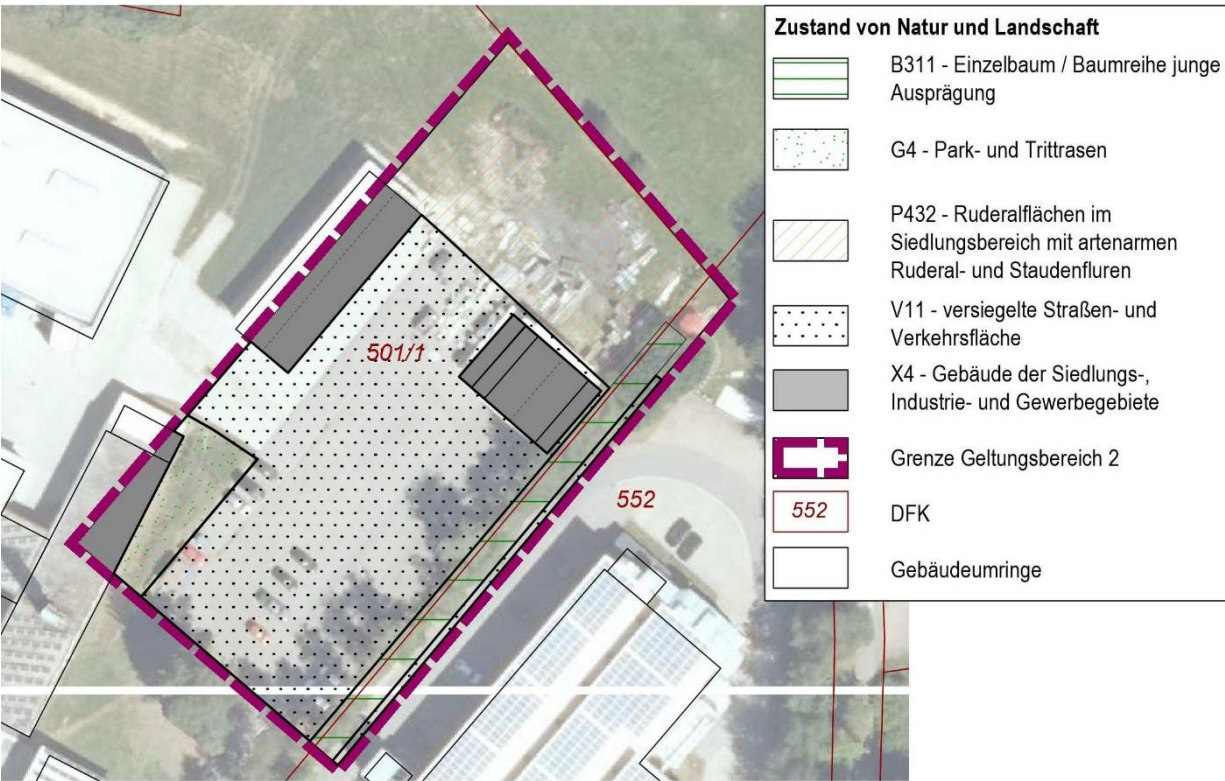 Zustand von Natur und Landschaft
B311 - Einzelbaum / Baumreihe junge
Ausprägung
G4 - Park- und Trittrasen
P432 - Ruderalflächen im
Siedlungsbereich mit artenarmen
Ruderal- und Staudenfluren
V11 - versiegelte Straßen- und
Verkehrsfläche
X4 - Gebäude der Siedlungs-,
Industrie- und Gewerbegebiete
Grenze Geltungsbereich 2
552 DFK
Gebäudeumringe
501/1
552